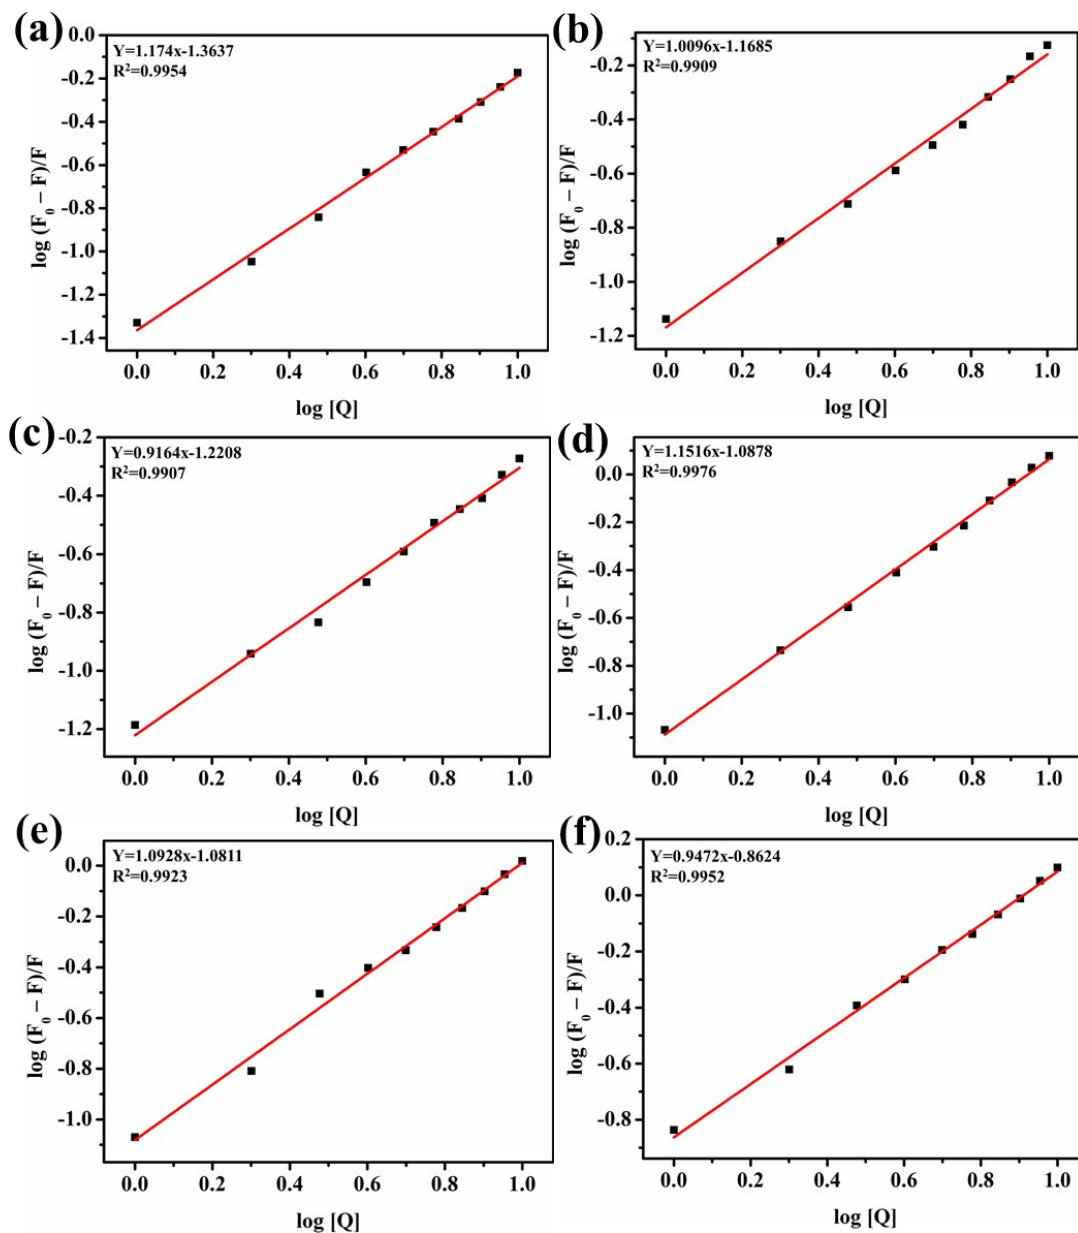 (a)
Y=1.174x-1.3637
R²=0.9954
log (F₀ – F)/F
0.0
-0.2
-0.4
-0.6
-0.8
-1.0
-1.2
-1.4
0.0 0.2 0.4 0.6 0.8 1.0
log [Q]
(b)
Y=1.0096x-1.1685
R²=0.9909
log (F₀ – F)/F
-0.2
-0.4
-0.6
-0.8
-1.0
-1.2
0.0 0.2 0.4 0.6 0.8 1.0
log [Q]
(c)
Y=0.9164x-1.2208
R²=0.9907
log (F₀ – F)/F
-0.2
-0.4
-0.6
-0.8
-1.0
-1.2
0.0 0.2 0.4 0.6 0.8 1.0
log [Q]
(d)
Y=1.1516x-1.0878
R²=0.9976
log (F₀ – F)/F
0.0
-0.2
-0.4
-0.6
-0.8
-1.0
0.0 0.2 0.4 0.6 0.8 1.0
log [Q]
(e)
Y=1.0928x-1.0811
R²=0.9923
log (F₀ – F)/F
0.0
-0.2
-0.4
-0.6
-0.8
-1.0
0.0 0.2 0.4 0.6 0.8 1.0
log [Q]
(f)
Y=0.9472x-0.8624
R²=0.9952
log (F₀ – F)/F
0.2
0.0
-0.2
-0.4
-0.6
-0.8
0.0 0.2 0.4 0.6 0.8 1.0
log [Q]